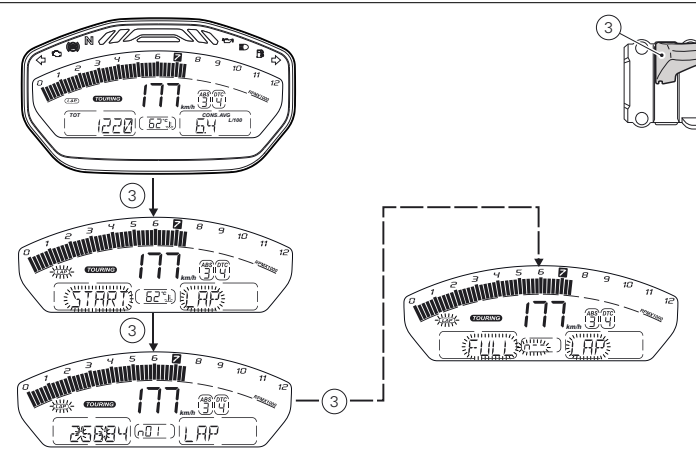 3
N
0 1 2 3 4 5 6 7 8 9 10 11 12
RPMX1000
LAP TOURING 177 km/h ABS 3 DTC 4
TOT 1220 62°C CONS.AVG 6.4 L/100
3
0 1 2 3 4 5 6 7 8 9 10 11 12
RPMX1000
LAP TOURING 177 km/h ABS 3 DTC 4
START 62°C LAP
3
0 1 2 3 4 5 6 7 8 9 10 11 12
RPMX1000
LAP TOURING 177 km/h ABS 3 DTC 4
n01 LAP
3
0 1 2 3 4 5 6 7 8 9 10 11 12
RPMX1000
LAP TOURING 177 km/h ABS 3 DTC 4
FULL n-- LAP